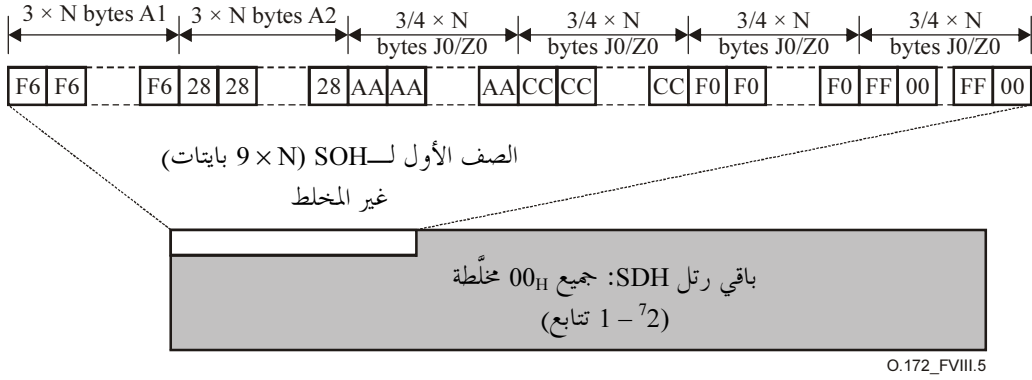 3 × N bytes A1 3 × N bytes A2 3/4 × N 3/4 × N 3/4 × N 3/4 × N
bytes J0/Z0 bytes J0/Z0 bytes J0/Z0 bytes J0/Z0
F6 F6 F6 28 28 28 AA AA AA CC CC CC F0 F0 F0 FF 00 FF 00
الصف الأول لـــSOH (9 × N بايتات)
غير المخلط
باقي رتل SDH: جميع 00H مخلَّطة
(2⁷ – 1 تتابع)
O.172_FVIII.5